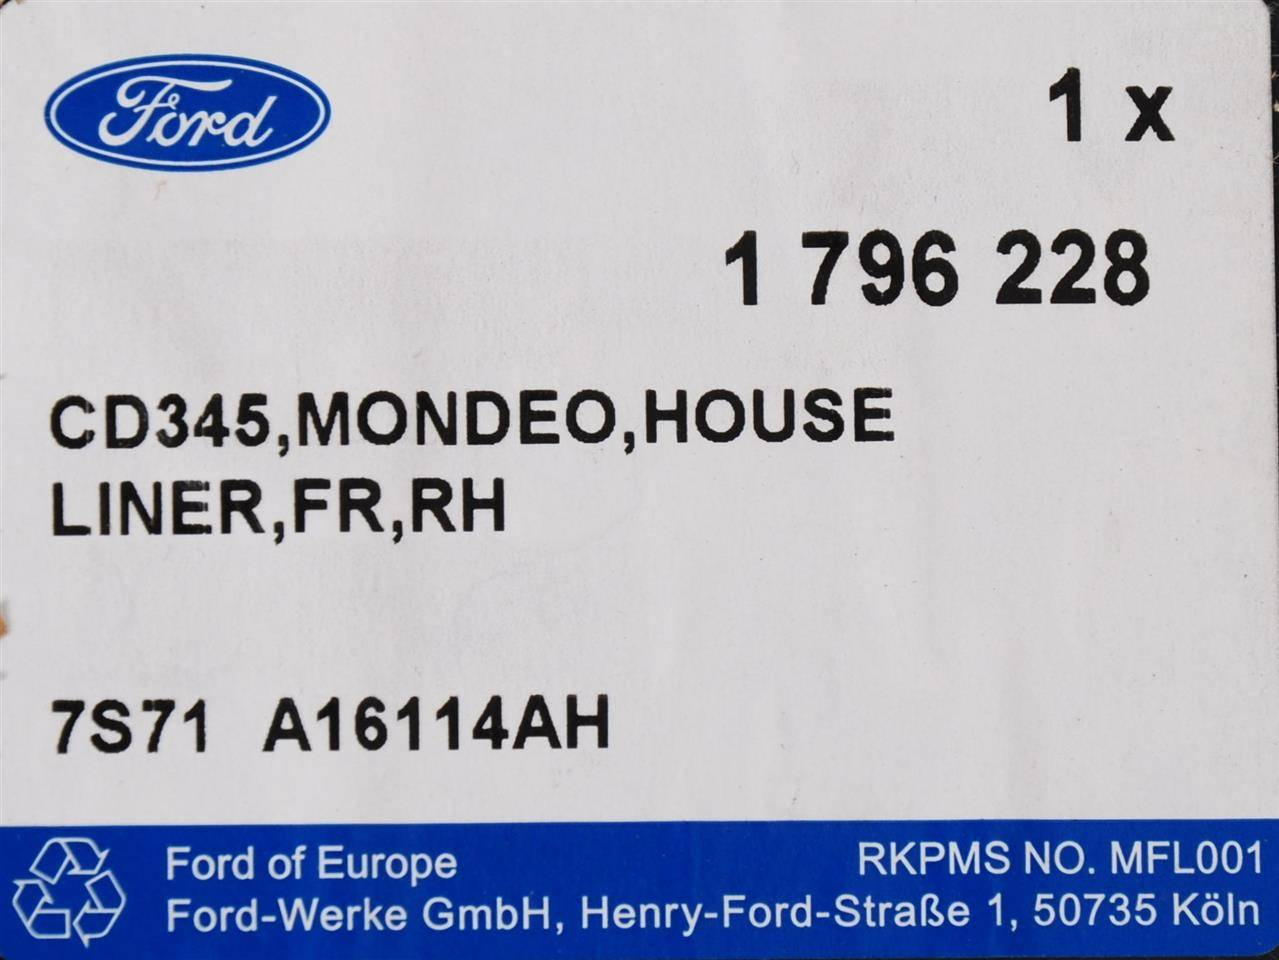 Ford
1 x
1 796 228
CD345,MONDEO,HOUSE
LINER,FR,RH
7S71 A16114AH
Ford of Europe
RKPMS NO. MFL001
Ford-Werke GmbH, Henry-Ford-Straße 1, 50735 Köln